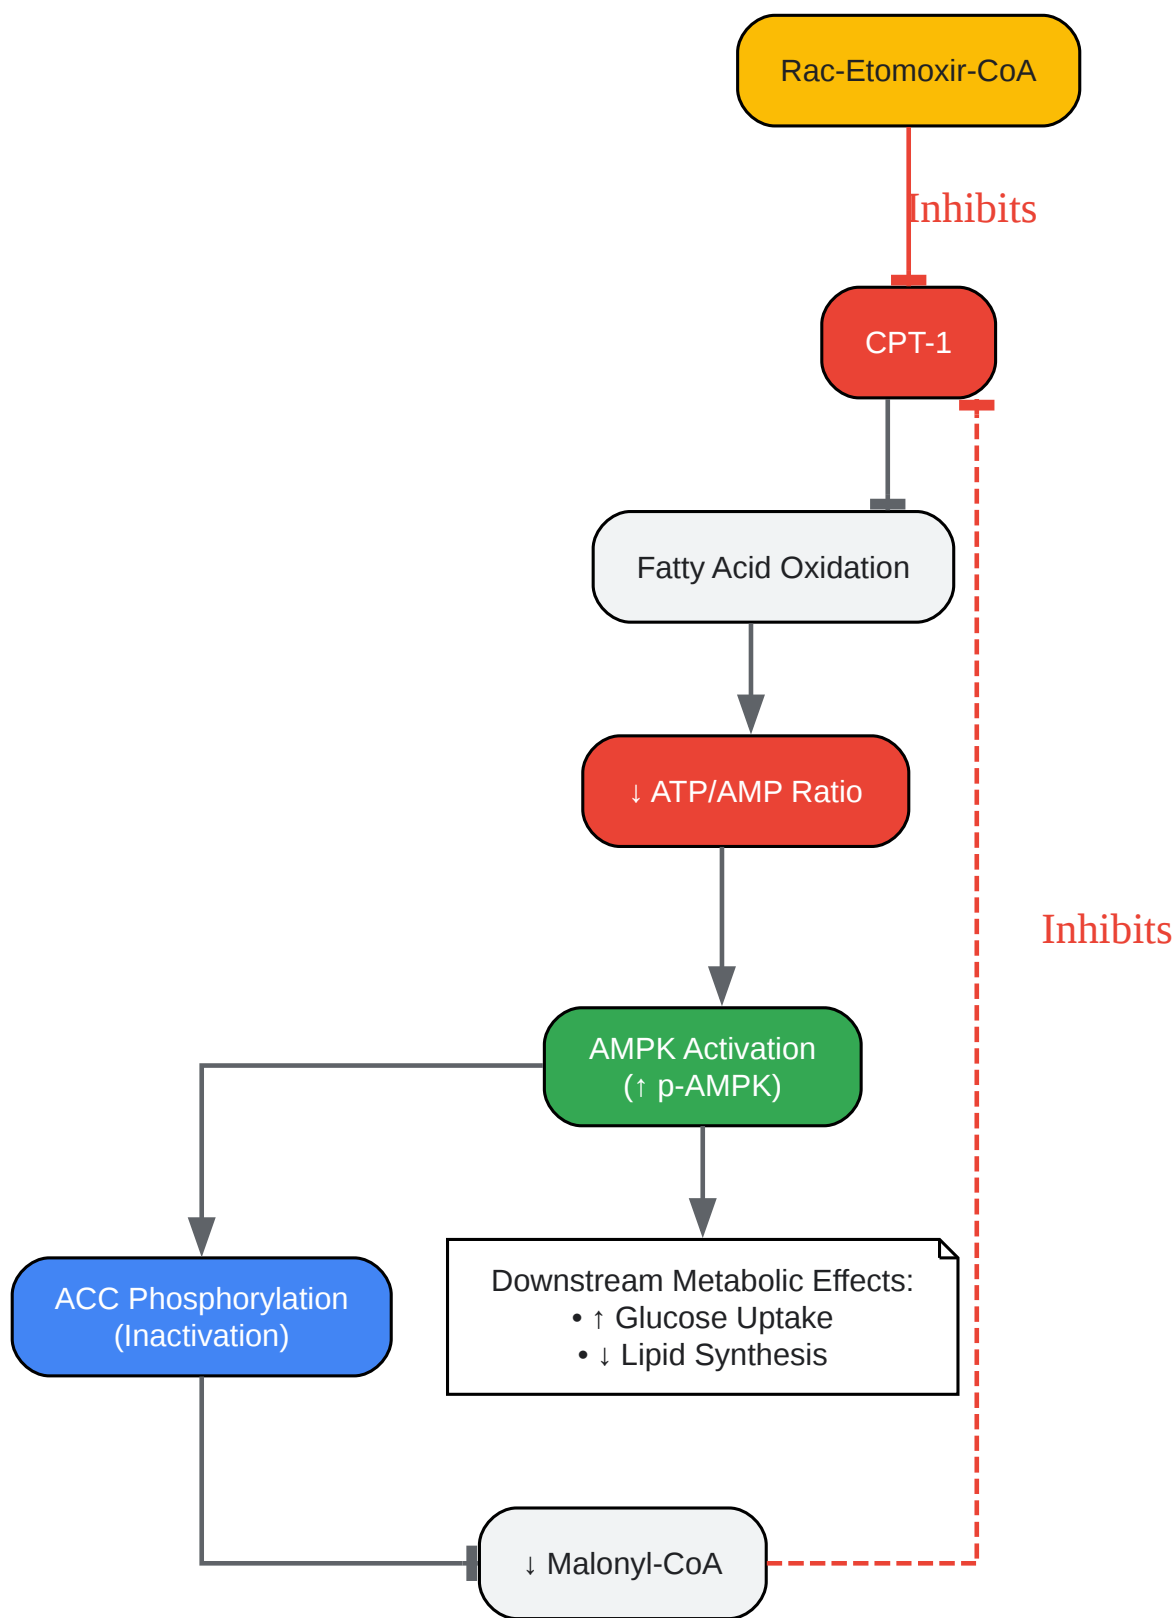 Rac-Etomoxir-CoA
Inhibits
CPT-1
Fatty Acid Oxidation
↓ ATP/AMP Ratio
Inhibits
AMPK Activation
(↑ p-AMPK)
ACC Phosphorylation
(Inactivation)
Downstream Metabolic Effects:
• ↑ Glucose Uptake
• ↓ Lipid Synthesis
↓ Malonyl-CoA